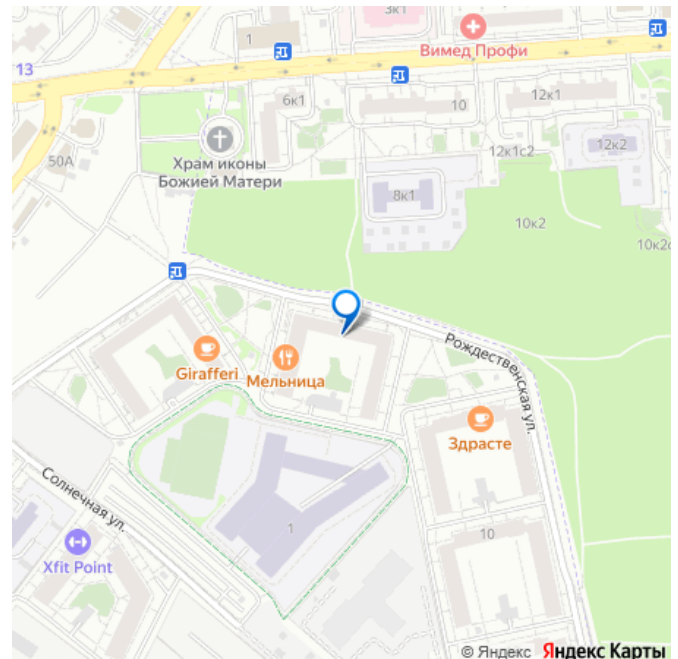 3к1
Вимед Профи
1
13
6к1
10
12к1
Храм иконы
Божией Матери
50А
12к1с2
12к2
8к1
10к2
Рождественская ул.
Girafferi
Мельница
Здрасте
Солнечная ул.
1
10
Xfit Point
© Яндекс Яндекс Карты